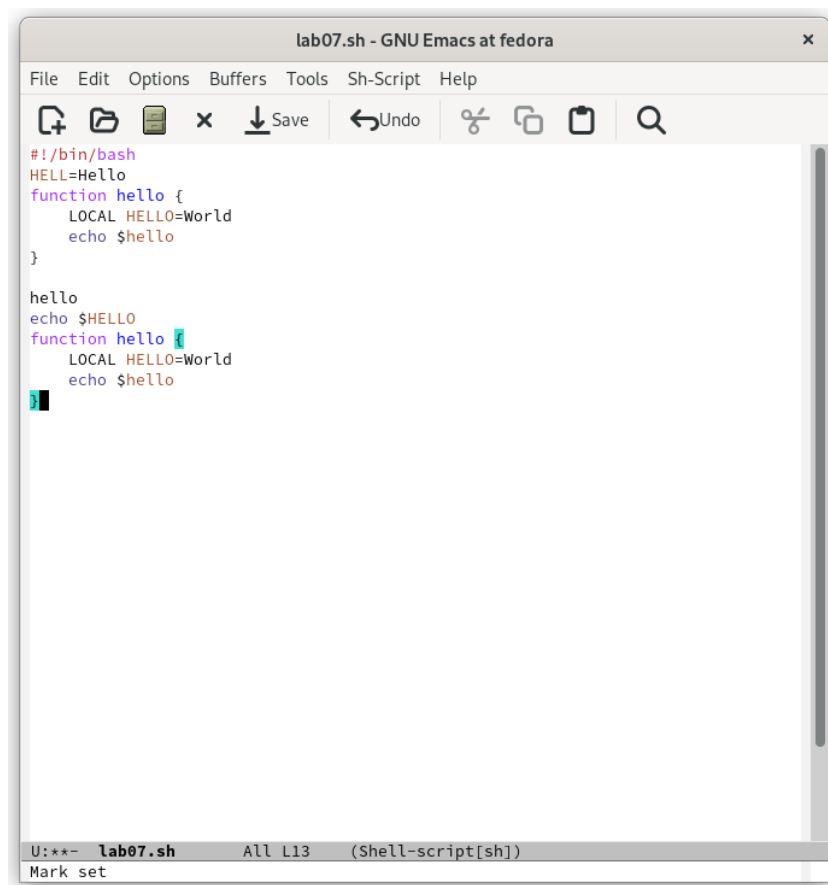 lab07.sh - GNU Emacs at fedora ×
File Edit Options Buffers Tools Sh-Script Help
Save Undo
#!/bin/bash
HELL=Hello
function hello {
    LOCAL HELLO=World
    echo $hello
}

hello
echo $HELLO
function hello {
    LOCAL HELLO=World
    echo $hello
}
U:**-  lab07.sh       All L13    (Shell-script[sh])
Mark set